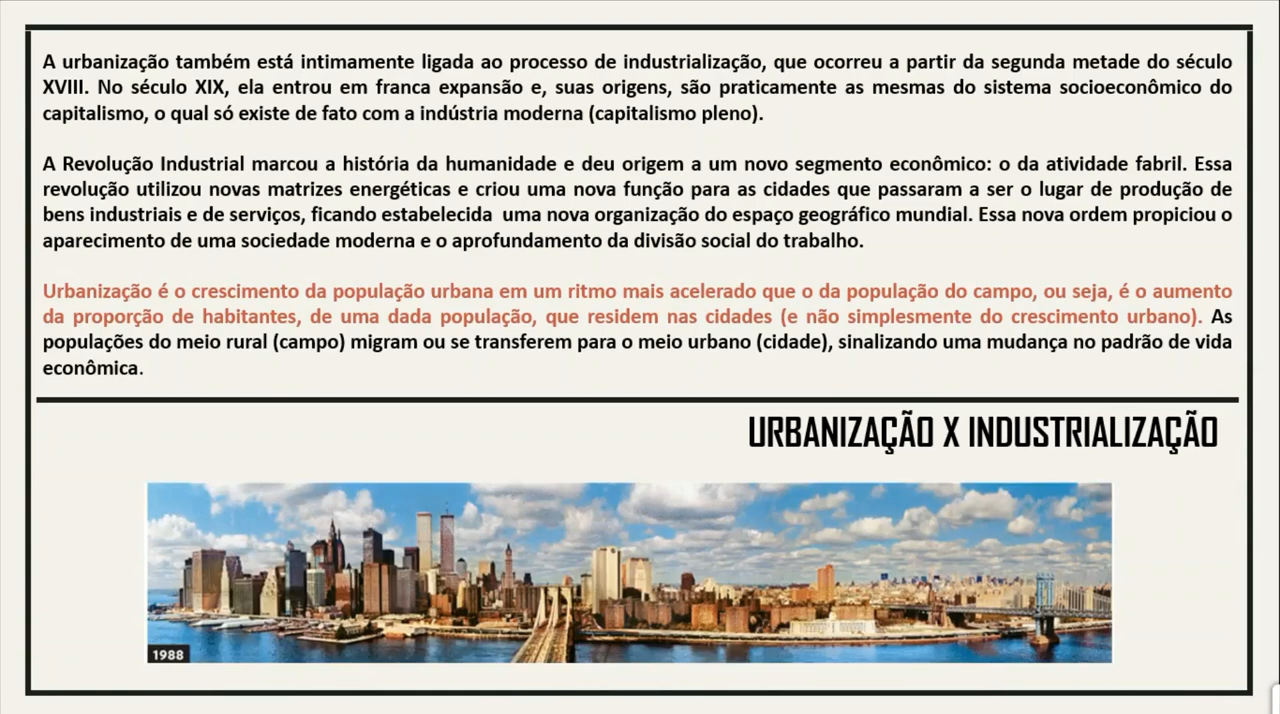 A urbanização também está intimamente ligada ao processo de industrialização, que ocorreu a partir da segunda metade do século
XVIII. No século XIX, ela entrou em franca expansão e, suas origens, são praticamente as mesmas do sistema socioeconômico do
capitalismo, o qual só existe de fato com a indústria moderna (capitalismo pleno).
A Revolução Industrial marcou a história da humanidade e deu origem a um novo segmento econômico: o da atividade fabril. Essa
revolução utilizou novas matrizes energéticas e criou uma nova função para as cidades que passaram a ser o lugar de produção de
bens industriais e de serviços, ficando estabelecida uma nova organização do espaço geográfico mundial. Essa nova ordem propiciou o
aparecimento de uma sociedade moderna e o aprofundamento da divisão social do trabalho.
Urbanização é o crescimento da população urbana em um ritmo mais acelerado que o da população do campo, ou seja, é o aumento
da proporção de habitantes, de uma dada população, que residem nas cidades (e não simplesmente do crescimento urbano). As
populações do meio rural (campo) migram ou se transferem para o meio urbano (cidade), sinalizando uma mudança no padrão de vida
econômica.
URBANIZAÇÃO X INDUSTRIALIZAÇÃO
1988